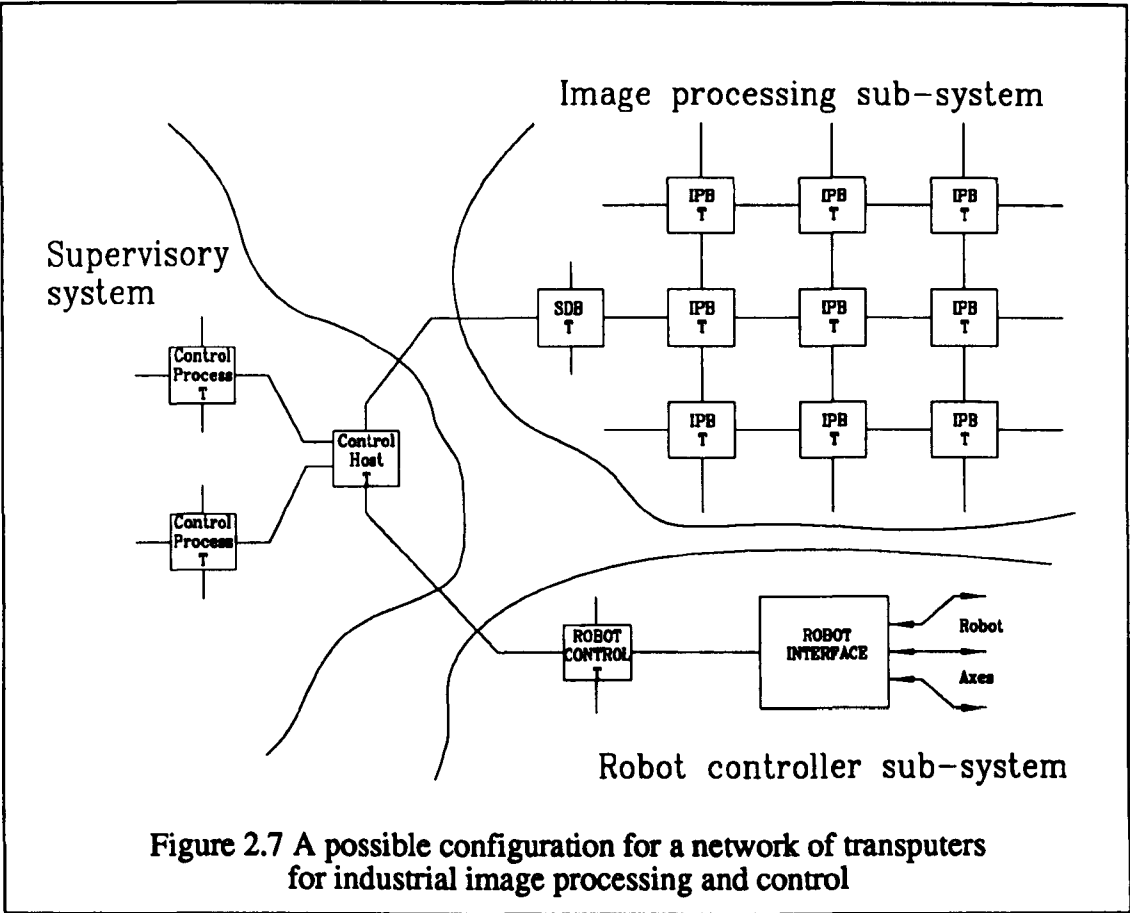 Image processing sub-system
IPB
T
IPB
T
IPB
T
Supervisory
system
SDB
T
IPB
T
IPB
T
IPB
T
Control
Process
T
Control
Host
T
IPB
T
IPB
T
IPB
T
Control
Process
T
ROBOT
CONTROL
T
ROBOT
INTERFACE
Robot
Axes
Robot controller sub-system
Figure 2.7 A possible configuration for a network of transputers
for industrial image processing and control